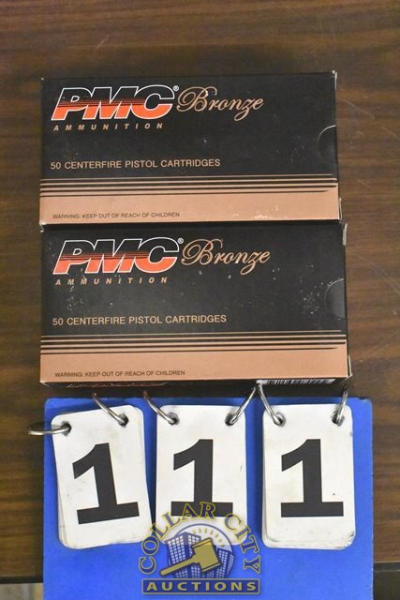 PMC® Bronze
AMMUNITION
50 CENTERFIRE PISTOL CARTRIDGES
WARNING: KEEP OUT OF REACH OF CHILDREN
PMC® Bronze
AMMUNITION
50 CENTERFIRE PISTOL CARTRIDGES
WARNING: KEEP OUT OF REACH OF CHILDREN
1 1 1
COLLAR CITY
AUCTIONS